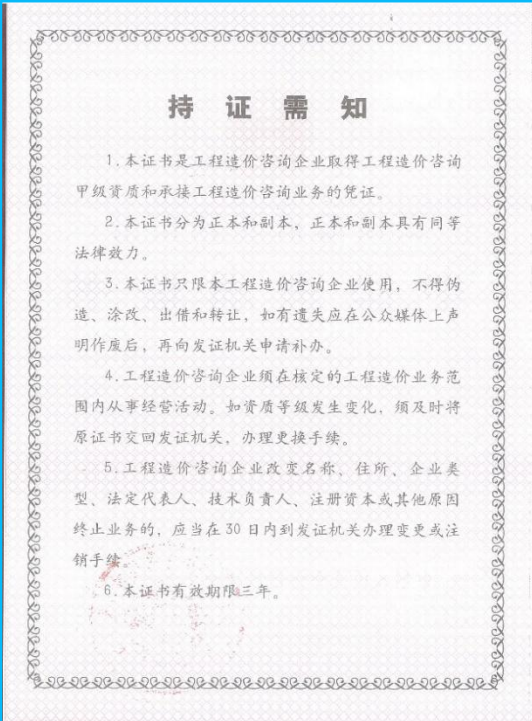 持证需知
1.本证书是工程造价咨询企业取得工程造价咨询
甲级资质和承接工程造价咨询业务的凭证。
2.本证书分为正本和副本，正本和副本具有同等
法律效力。
3.本证书只限本工程造价咨询企业使用，不得伪
造、涂改、出借和转让，如有遗失应在公众媒体上声
明作废后，再向发证机关申请补办。
4.工程造价咨询企业须在核定的工程造价业务范
围内从事经营活动。如资质等级发生变化，须及时将
原证书交回发证机关，办理更换手续。
5.工程造价咨询企业改变名称、住所、企业类
型、法定代表人、技术负责人、注册资本或其他原因
终止业务的，应当在30日内到发证机关办理变更或注
销手续。
6.本证书有效期限三年。